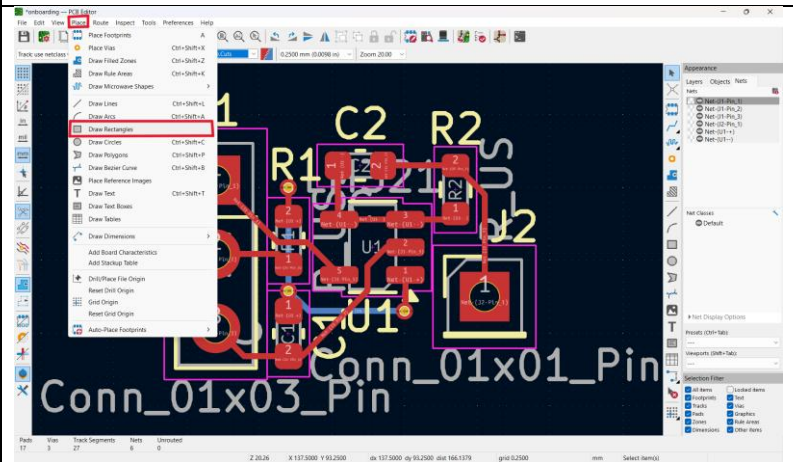 *onboarding — PCB Editor
File Edit View Place Route Inspect Tools Preferences Help
Track: use netclass
0.2500 mm (0.0098 in)
Zoom 20.00
Place Footprints A
Place Vias Ctrl+Shift+X
Draw Filled Zones Ctrl+Shift+Z
Draw Rule Areas Ctrl+Shift+K
Draw Microwave Shapes
Draw Lines Ctrl+Shift+L
Draw Arcs Ctrl+Shift+A
Draw Rectangles
Draw Circles Ctrl+Shift+C
Draw Polygons Ctrl+Shift+P
Draw Bezier Curve Ctrl+Shift+B
Place Reference Images
Draw Text Ctrl+Shift+T
Draw Text Boxes
Draw Tables
Draw Dimensions
Add Board Characteristics
Add Stackup Table
Drill/Place File Origin
Reset Drill Origin
Grid Origin
Reset Grid Origin
Auto-Place Footprints
C2
R2
R1
C2
R2
U1
J2
C1
U1
Conn_01x03_Pin
Conn_01x01_Pin
Appearance
Layers Objects Nets
Nets
Net-(J1-Pin_1)
Net-(J1-Pin_2)
Net-(J1-Pin_3)
Net-(J2-Pin_1)
Net-(U1-+)
Net-(U1--)
Net Classes
Default
Net Display Options
Presets (Ctrl+Tab):
Viewports (Shift+Tab):
Selection Filter
All items Locked items
Footprints Text
Tracks Vias
Pads Graphics
Zones Rule Areas
Dimensions Other items
Pads Vias Track Segments Nets Unrouted
17 3 27 6 0
Z 20.26 X 137.5000 Y 93.2500 dx 137.5000 dy 93.2500 dist 166.1379 grid 0.2500 mm Select item(s)